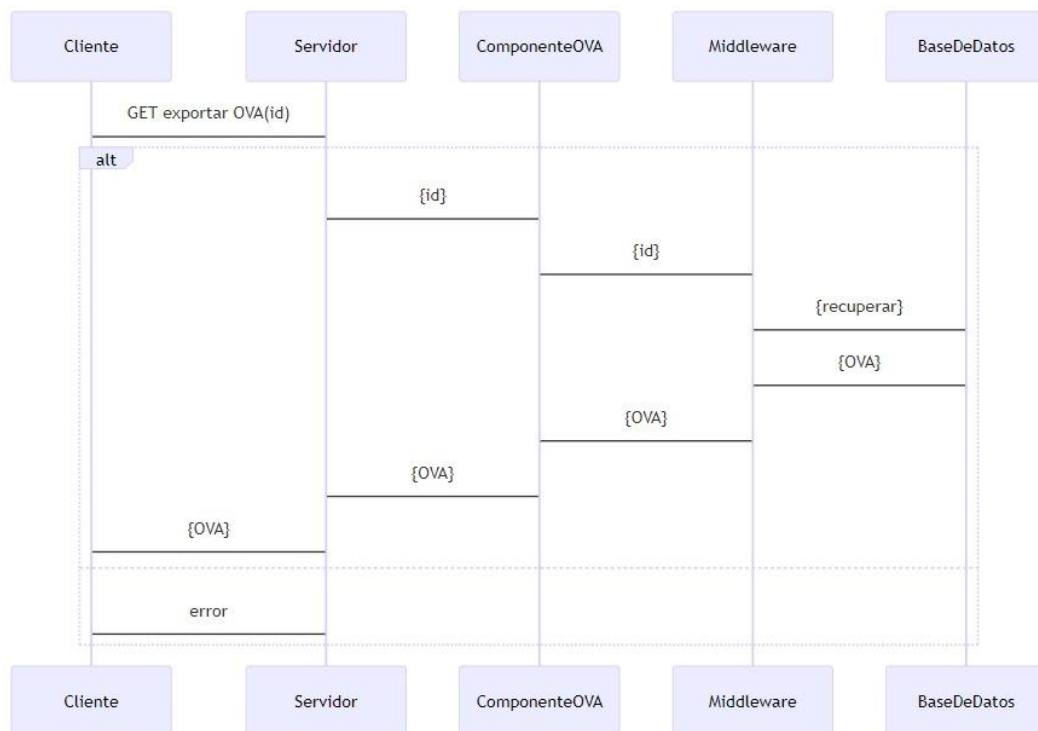 Cliente Servidor ComponenteOVA Middleware BaseDeDatos
GET exportar OVA(id)
alt
{id}
{id}
{recuperar}
{OVA}
{OVA}
{OVA}
{OVA}
error
Cliente Servidor ComponenteOVA Middleware BaseDeDatos